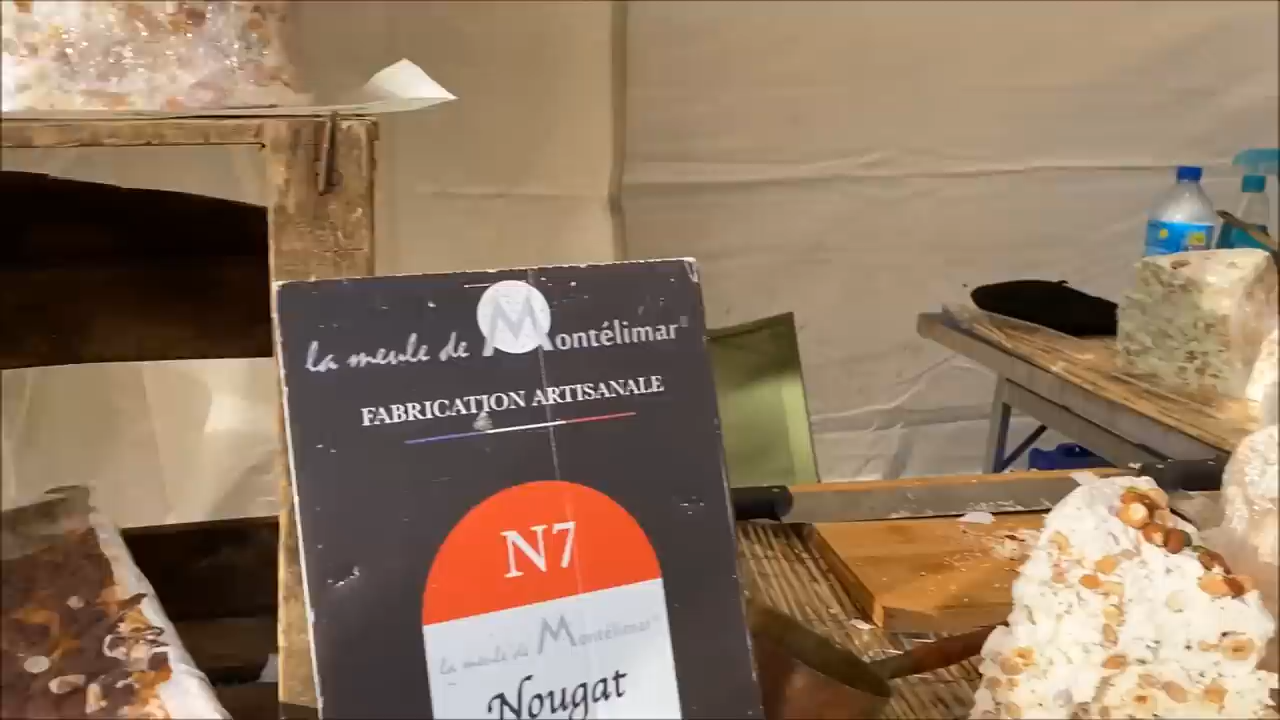 la meule de Montélimar®
FABRICATION ARTISANALE
N7
la meule de Montélimar®
Nougat